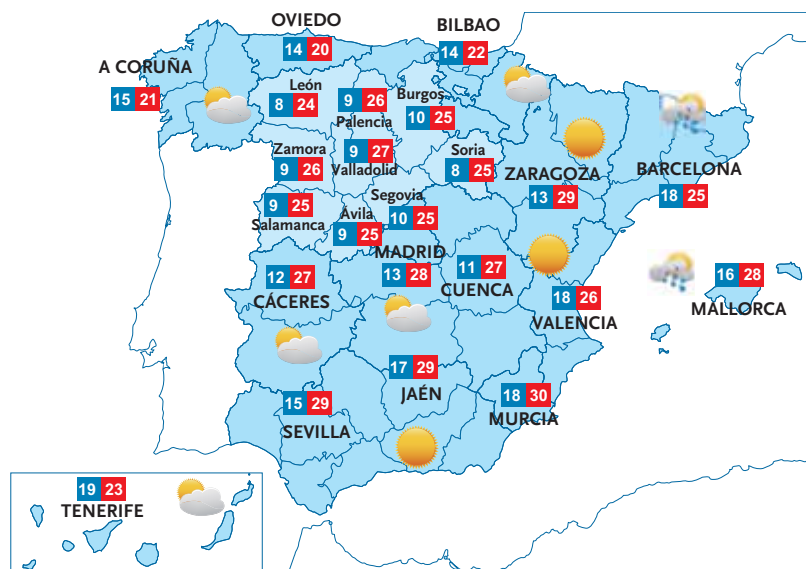 OVIEDO
14 20
BILBAO
14 22
A CORUÑA
15 21
León
8 24
9 26
Palencia
Burgos
10 25
Zamora
9 26
9 27
Valladolid
Soria
8 25
ZARAGOZA
13 29
BARCELONA
18 25
9 25
Salamanca
Ávila
9 25
Segovia
10 25
MADRID
13 28
11 27
CUENCA
12 27
CÁCERES
18 26
VALENCIA
16 28
MALLORCA
17 29
JAÉN
15 29
SEVILLA
18 30
MURCIA
19 23
TENERIFE